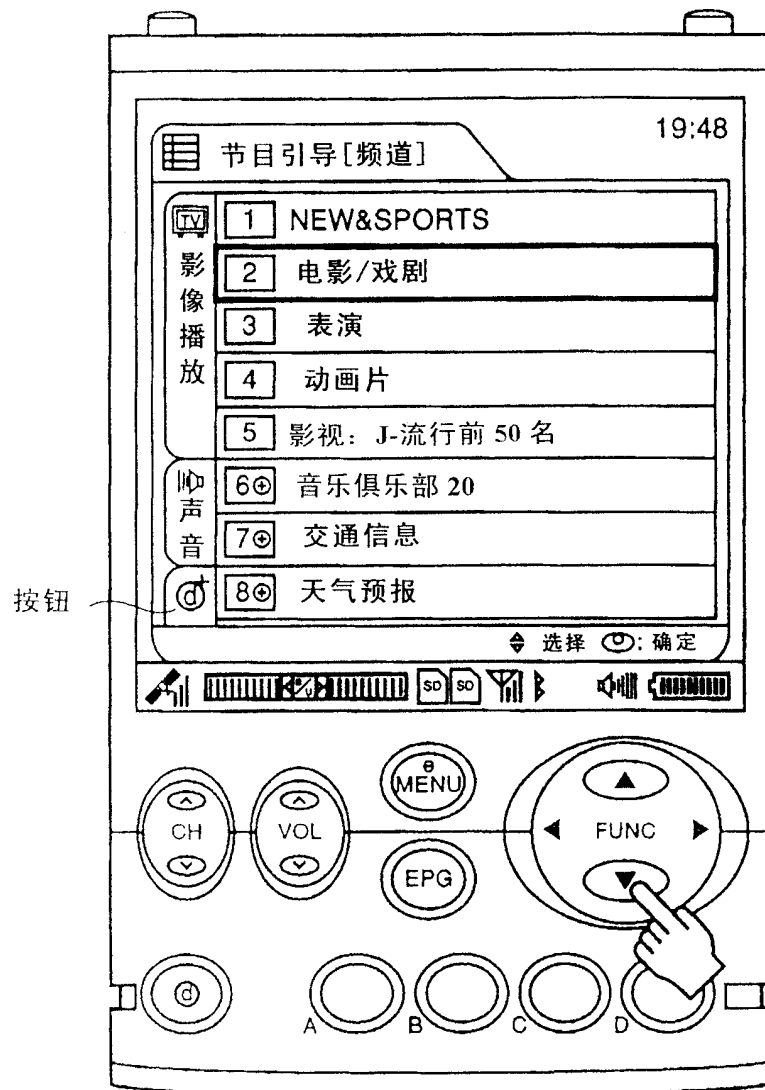 19:48
节目引导[频道]
TV
影像播放
1 NEW&SPORTS
2 电影/戏剧
3 表演
4 动画片
5 影视: J-流行前 50 名
声音
6⊕ 音乐俱乐部 20
7⊕ 交通信息
8⊕ 天气预报
d+
按钮
选择 : 确定
SD SD
CH
VOL
MENU
EPG
FUNC
d
A B C D